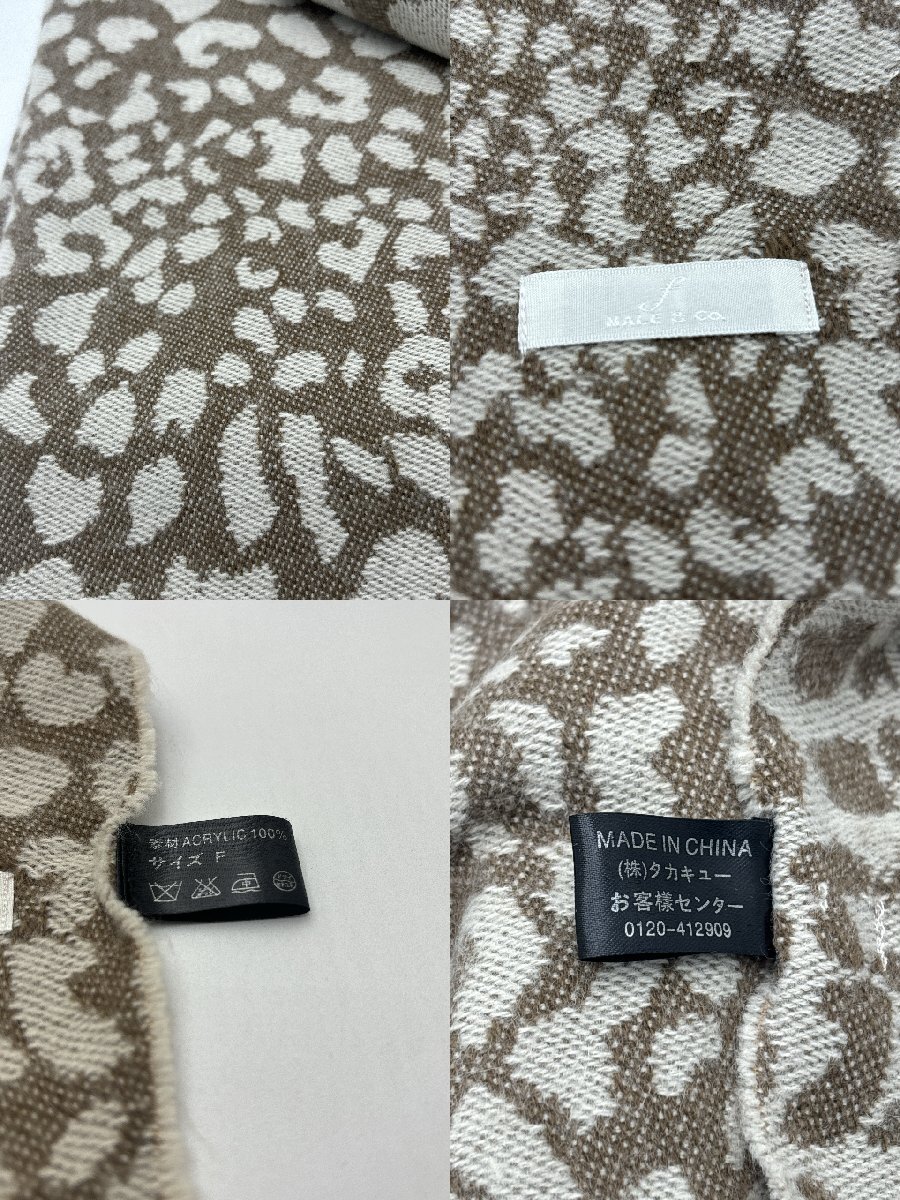 f
MALE & CO.
素材 ACRYLIC 100%
サイズ F
MADE IN CHINA
(株)タカキュー
お客様センター
0120-412909